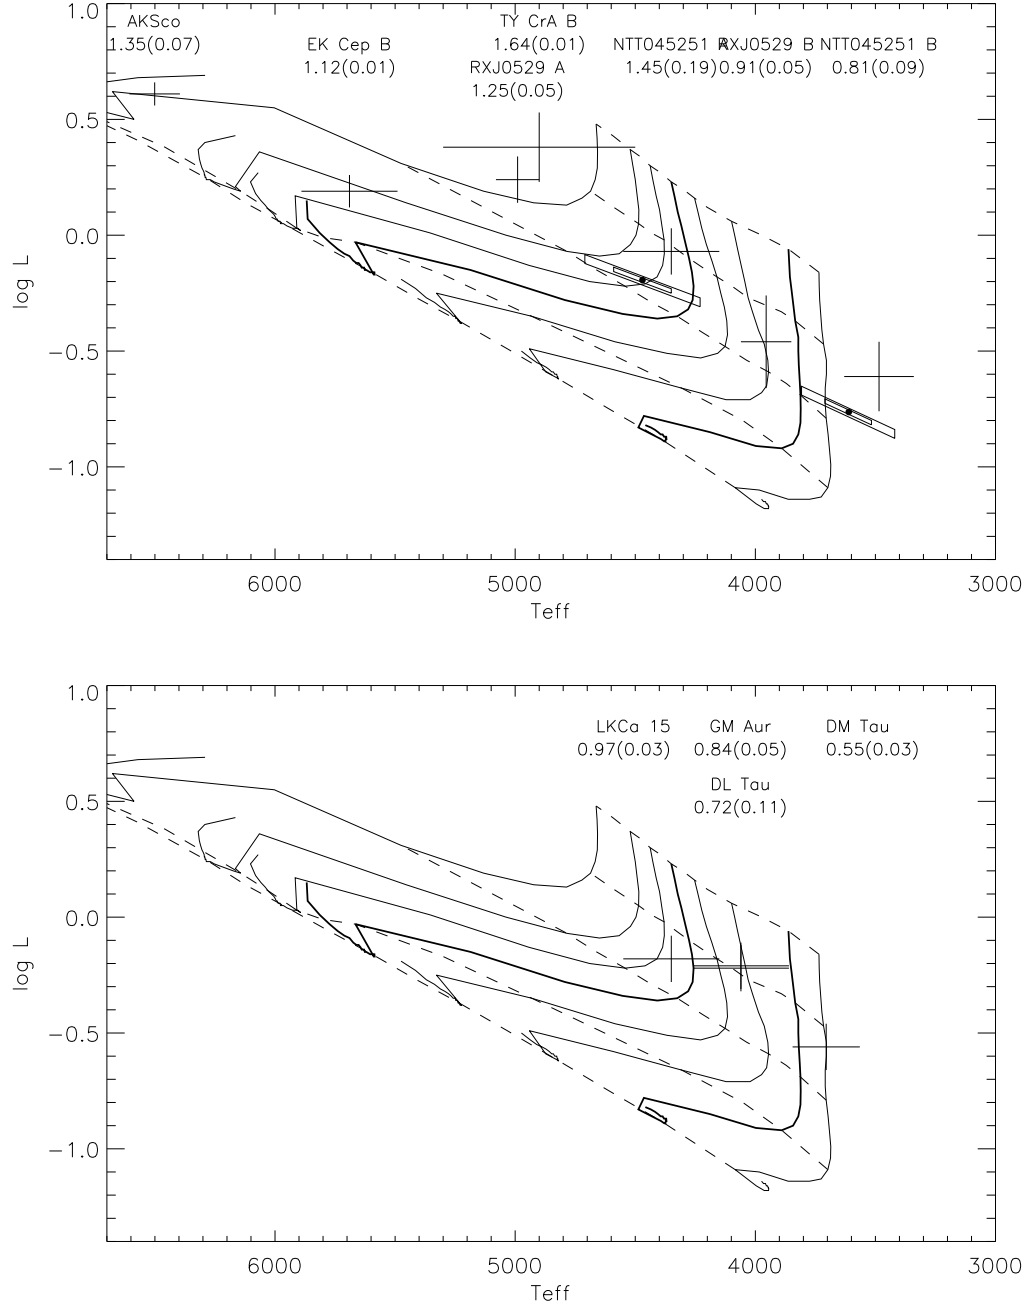 1.0
AKSco
TY CrA B
1.35(0.07)
EK Cep B
1.64(0.01)
NTT045251 A
RXJ0529 B
NTT045251 B
1.12(0.01)
RXJ0529 A
1.45(0.19)
0.91(0.05)
0.81(0.09)
1.25(0.05)
0.5
0.0
log L
−0.5
−1.0
6000
5000
4000
3000
Teff
1.0
LKCa 15
GM Aur
DM Tau
0.97(0.03)
0.84(0.05)
0.55(0.03)
DL Tau
0.72(0.11)
0.5
0.0
log L
−0.5
−1.0
6000
5000
4000
3000
Teff